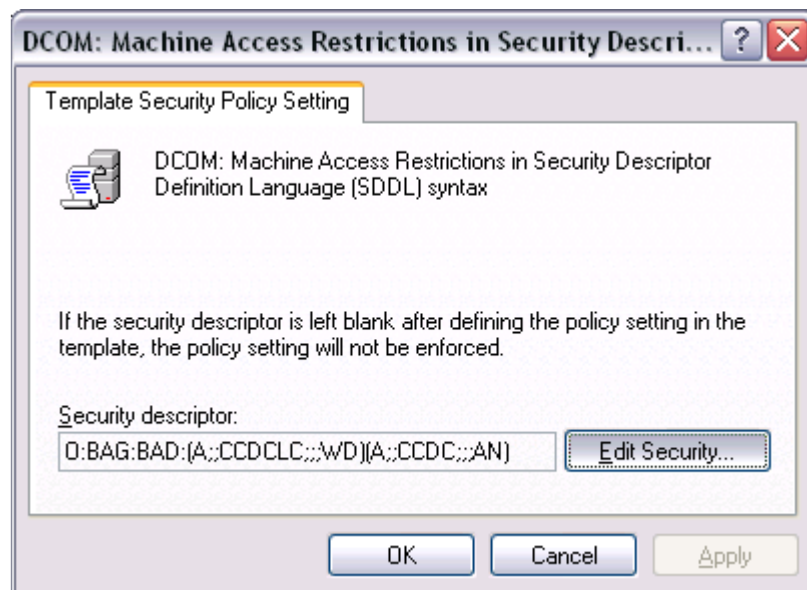 DCOM: Machine Access Restrictions in Security Descri...
Template Security Policy Setting
DCOM: Machine Access Restrictions in Security Descriptor
Definition Language (SDDL) syntax
If the security descriptor is left blank after defining the policy setting in the
template, the policy setting will not be enforced.
Security descriptor:
O:BAG:BAD:(A;;CCDCLC;;;WD)(A;;CCDC;;;AN)
Edit Security...
OK
Cancel
Apply